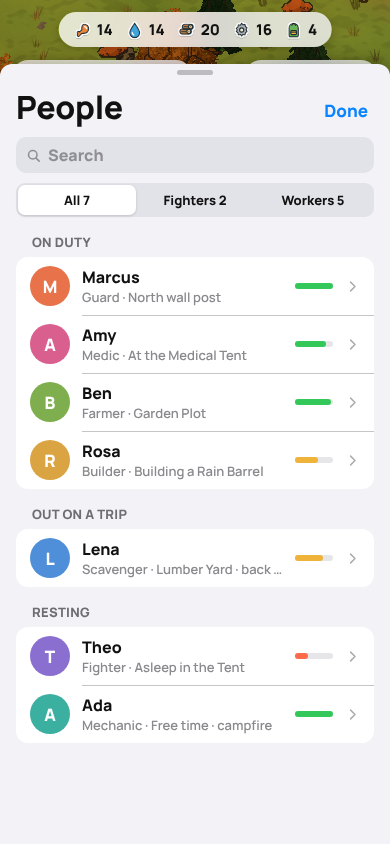 14 14 20 16 4
People
Done
Search
All 7 Fighters 2 Workers 5
ON DUTY
M
Marcus
Guard · North wall post
A
Amy
Medic · At the Medical Tent
B
Ben
Farmer · Garden Plot
R
Rosa
Builder · Building a Rain Barrel
OUT ON A TRIP
L
Lena
Scavenger · Lumber Yard · back ...
RESTING
T
Theo
Fighter · Asleep in the Tent
A
Ada
Mechanic · Free time · campfire